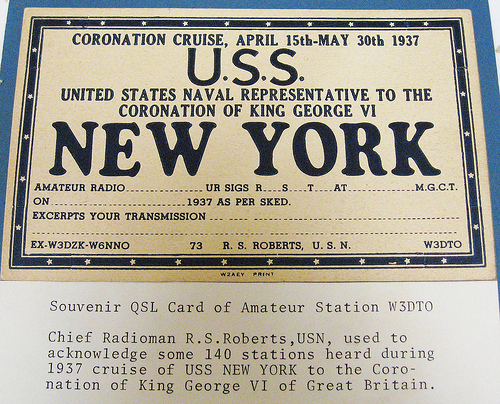 CORONATION CRUISE, APRIL 15th-MAY 30th 1937
U.S.S.
UNITED STATES NAVAL REPRESENTATIVE TO THE
CORONATION OF KING GEORGE VI
NEW YORK
AMATEUR RADIO.....................UR SIGS R.....S.....T.....AT...................M.G.C.T.
ON.....................1937 AS PER SKED.
EXCERPTS YOUR TRANSMISSION
EX-W3DZK-W6NNO 73 R. S. ROBERTS, U. S. N. W3DTO
W2AEY PRINT
Souvenir QSL Card of Amateur Station W3DTO
Chief Radioman R.S.Roberts,USN, used to
acknowledge some 140 stations heard during
1937 cruise of USS NEW YORK to the Coro-
nation of King George VI of Great Britain.